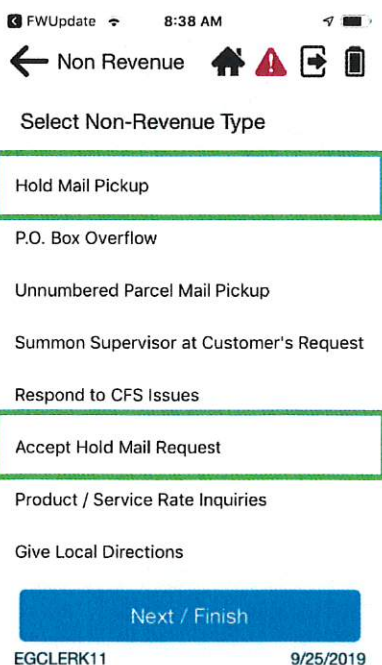 FWUpdate 8:38 AM
Non Revenue
Select Non-Revenue Type
Hold Mail Pickup
P.O. Box Overflow
Unnumbered Parcel Mail Pickup
Summon Supervisor at Customer's Request
Respond to CFS Issues
Accept Hold Mail Request
Product / Service Rate Inquiries
Give Local Directions
Next / Finish
EGCLERK11 9/25/2019